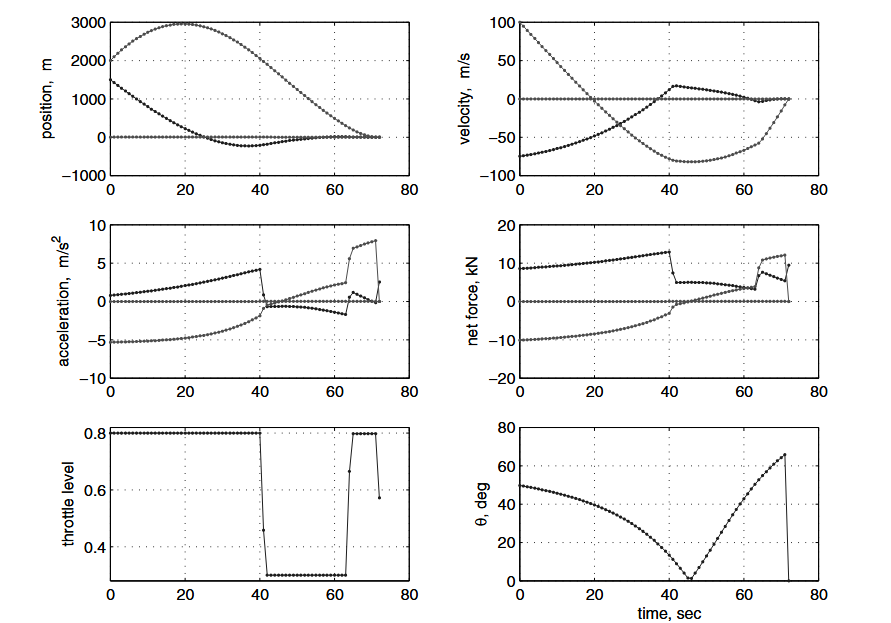 3000
2000
1000
0
−1000
0 20 40 60 80
position, m
100
50
0
−50
−100
0 20 40 60 80
velocity, m/s
10
5
0
−5
−10
0 20 40 60 80
acceleration, m/s²
20
10
0
−10
−20
0 20 40 60 80
net force, kN
0.8
0.6
0.4
0 20 40 60 80
throttle level
80
60
40
20
0
0 20 40 60 80
θ, deg
time, sec